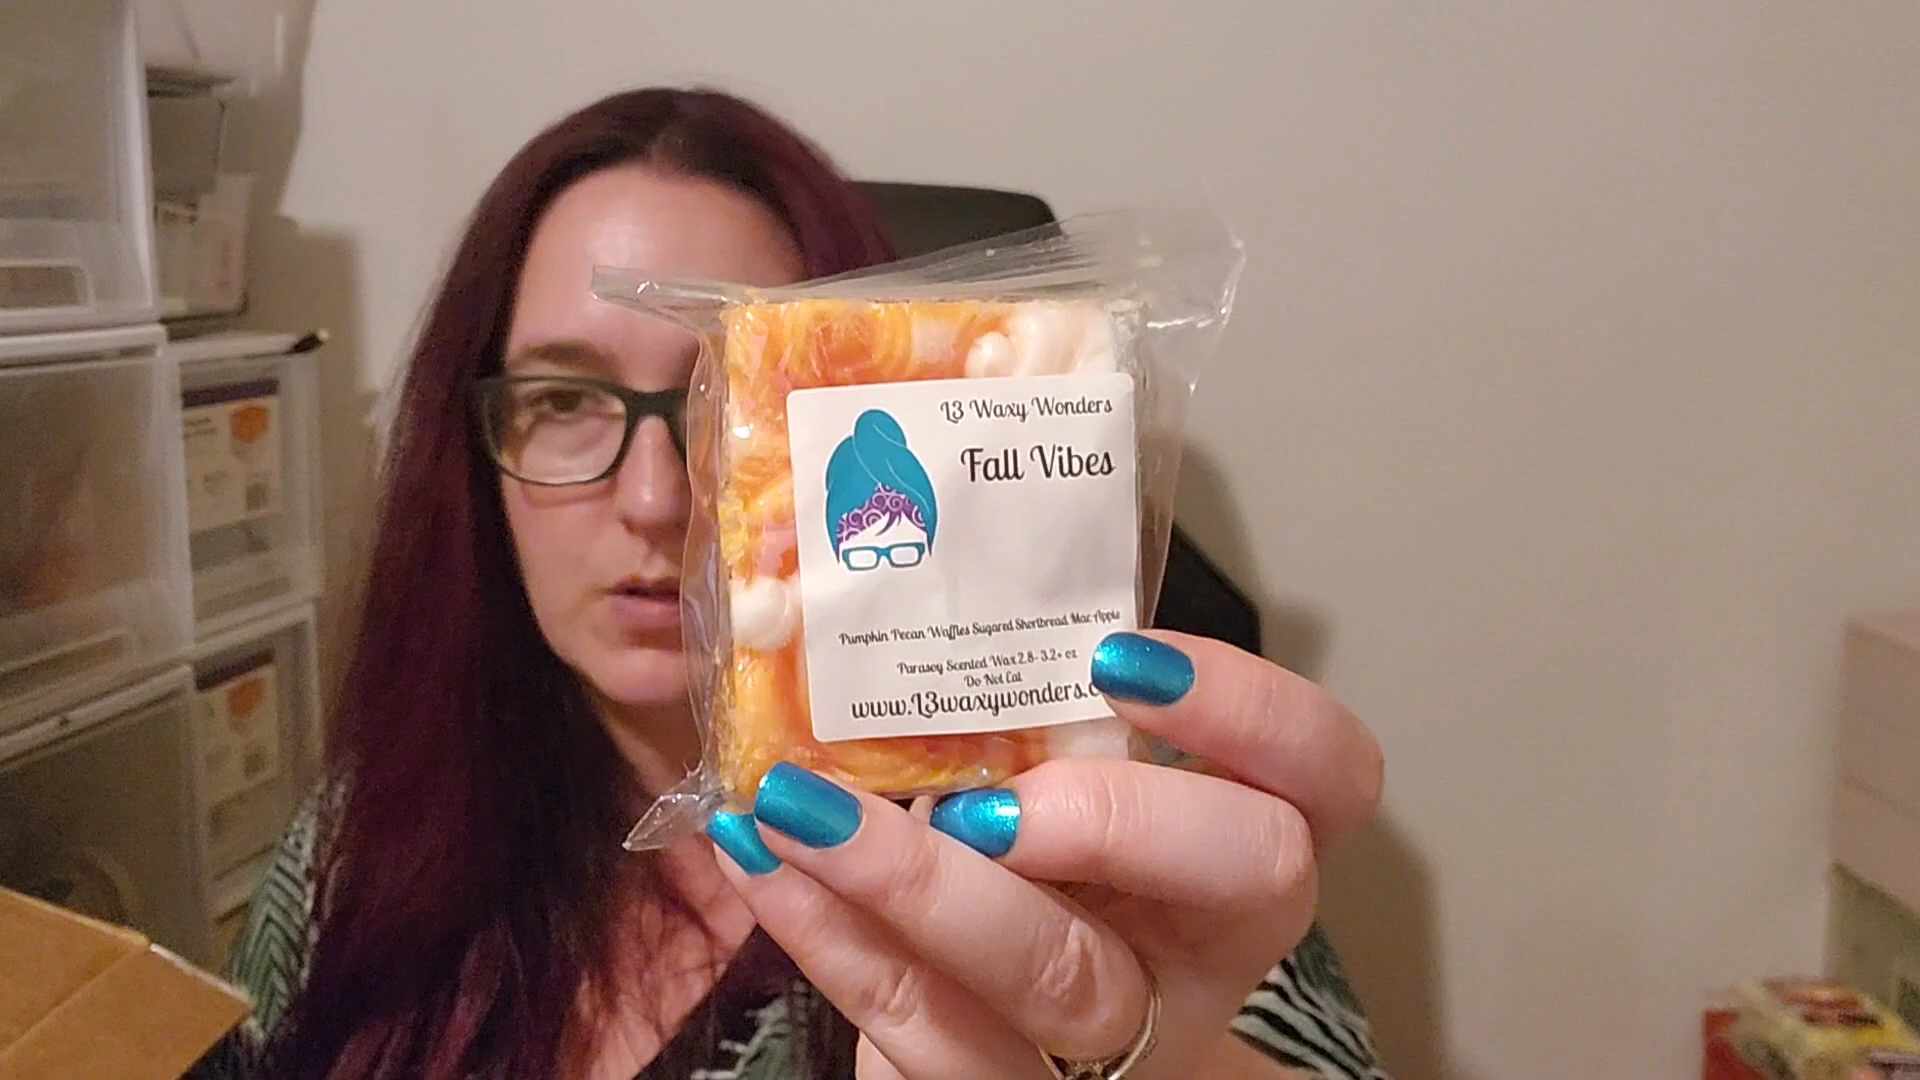 L3 Waxy Wonders
Fall Vibes
Pumpkin Pecan Waffles Sugared Shortbread Mac Apple
Parasoy Scented Wax 2.8- 3.2+ oz
Do Not Eat
www.L3waxywonders.c